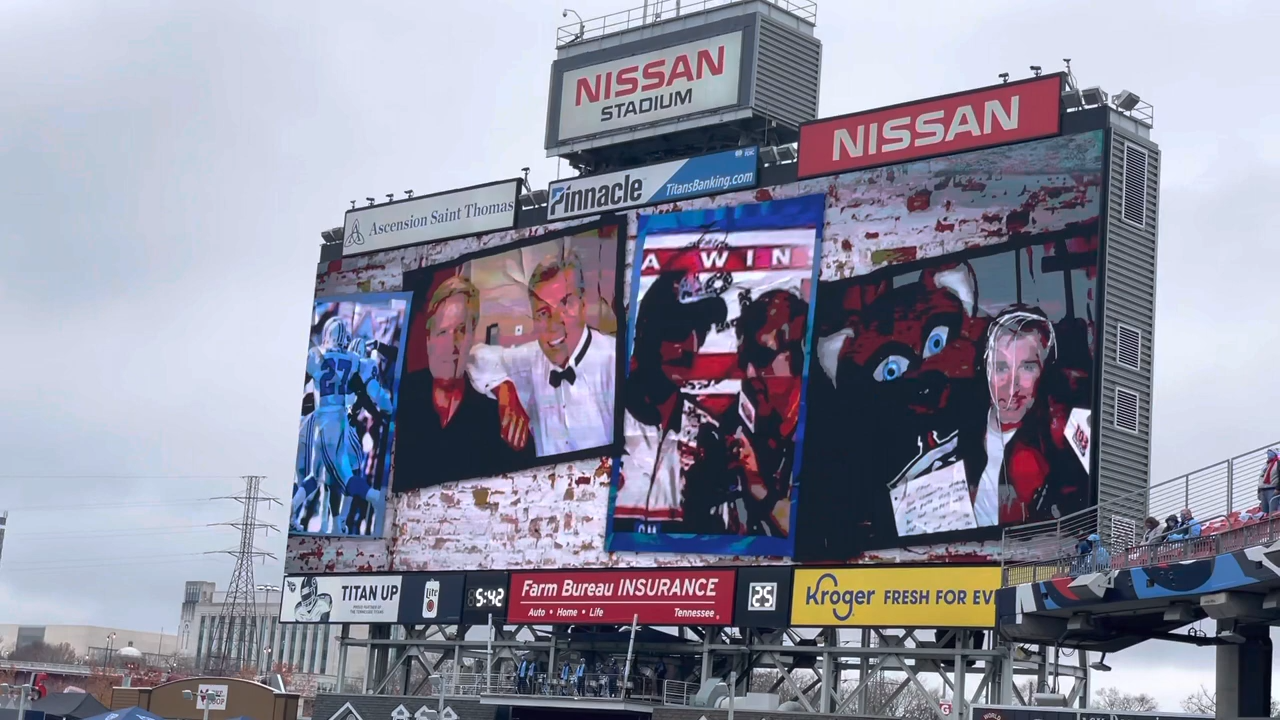 NISSAN
STADIUM
NISSAN
Pinnacle
TitansBanking.com
Ascension Saint Thomas
A WIN
27
TITAN UP
Lite
5:42
Farm Bureau INSURANCE
Auto • Home • Life
Tennessee
25
Kroger FRESH FOR EV